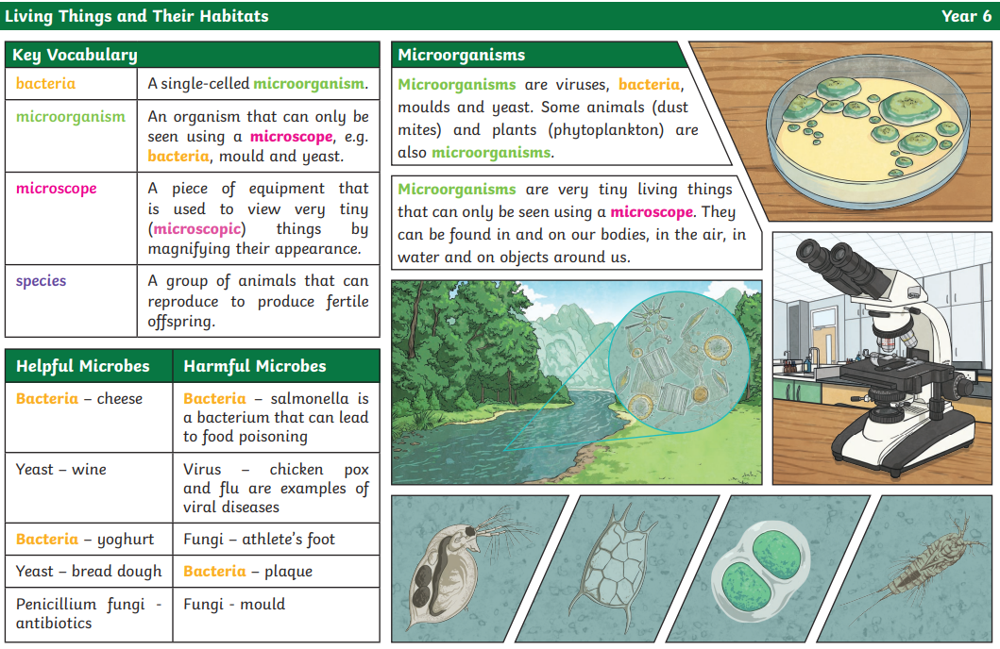 Living Things and Their Habitats
Year 6
Key Vocabulary
bacteria
A single-celled microorganism.
microorganism
An organism that can only be
seen using a microscope, e.g.
bacteria, mould and yeast.
microscope
A piece of equipment that
is used to view very tiny
(microscopic) things by
magnifying their appearance.
species
A group of animals that can
reproduce to produce fertile
offspring.
Helpful Microbes
Harmful Microbes
Bacteria – cheese
Bacteria – salmonella is
a bacterium that can lead
to food poisoning
Yeast – wine
Virus – chicken pox
and flu are examples of
viral diseases
Bacteria – yoghurt
Fungi – athlete's foot
Yeast – bread dough
Bacteria – plaque
Penicillium fungi -
antibiotics
Fungi - mould
Microorganisms
Microorganisms are viruses, bacteria,
moulds and yeast. Some animals (dust
mites) and plants (phytoplankton) are
also microorganisms.
Microorganisms are very tiny living things
that can only be seen using a microscope. They
can be found in and on our bodies, in the air, in
water and on objects around us.